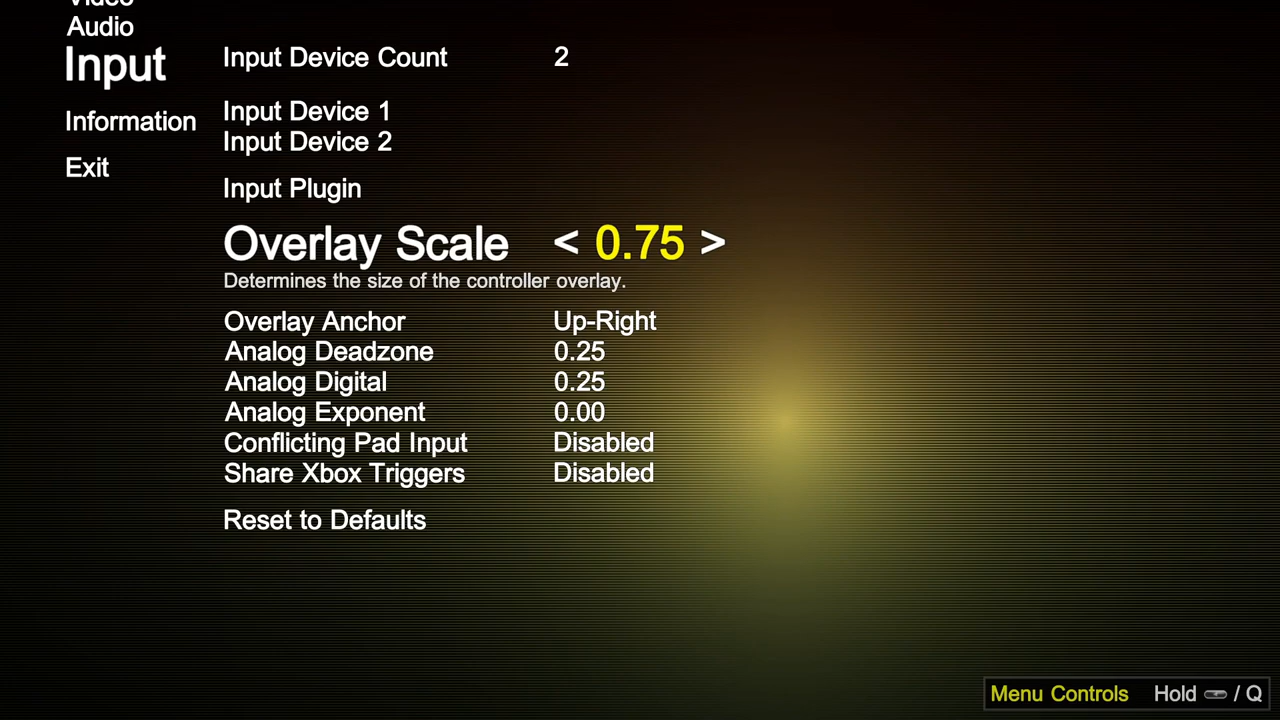 Video
Audio
Input
Information
Exit
Input Device Count 2
Input Device 1
Input Device 2
Input Plugin
Overlay Scale < 0.75 >
Determines the size of the controller overlay.
Overlay Anchor Up-Right
Analog Deadzone 0.25
Analog Digital 0.25
Analog Exponent 0.00
Conflicting Pad Input Disabled
Share Xbox Triggers Disabled
Reset to Defaults
Menu Controls Hold / Q